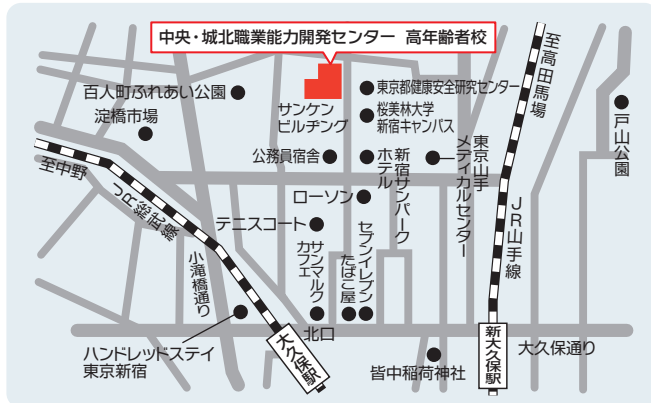 中央・城北職業能力開発センター 高年齢者校
至高田馬場
百人町ふれあい公園
淀橋市場
サンケン
ビルヂング
東京都健康安全研究センター
桜美林大学
新宿キャンパス
戸山公園
公務員宿舎
新宿サンパーク
ホテル
東京山手
メディカルセンター
至中野
JR総武線
ローソン
JR山手線
テニスコート
サンマルク
カフェ
セブンイレブン
たばこ屋
小滝橋通り
北口
大久保駅
新大久保駅
大久保通り
ハンドレッドステイ
東京新宿
皆中稲荷神社